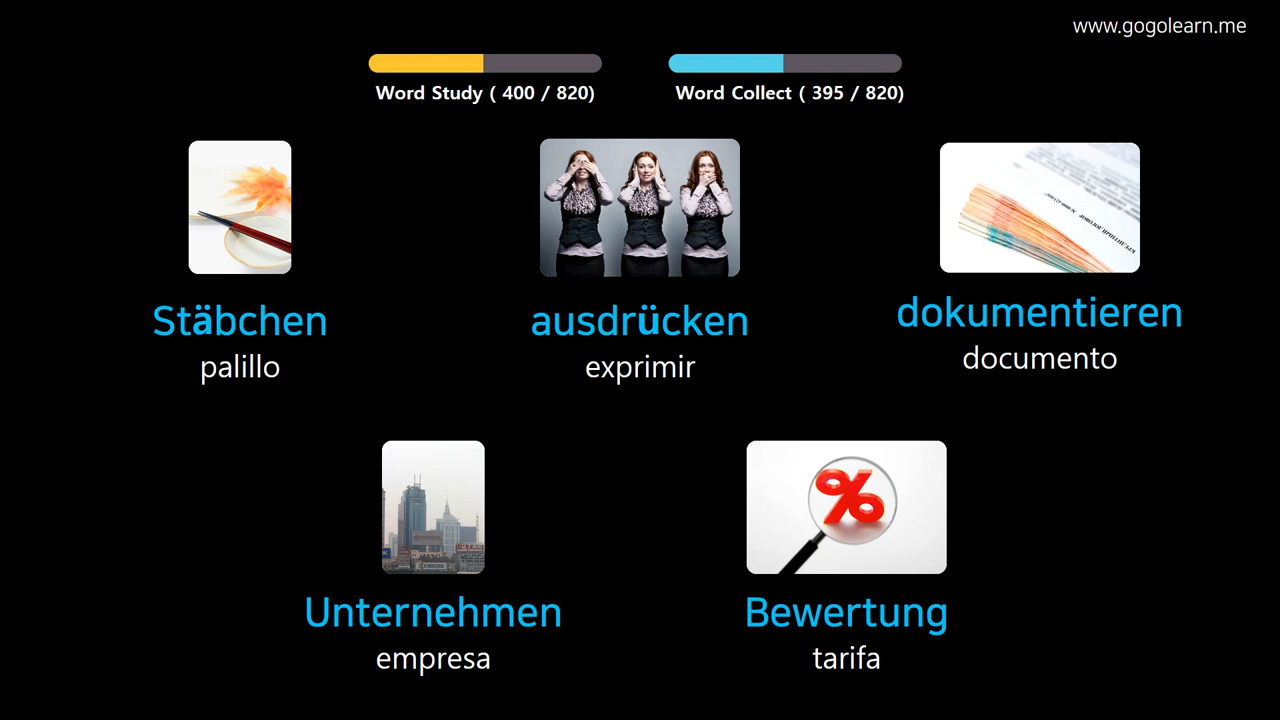 www.gogolearn.me
Word Study ( 400 / 820)
Word Collect ( 395 / 820)
Stäbchen
palillo
ausdrücken
exprimir
dokumentieren
documento
Unternehmen
empresa
Bewertung
tarifa